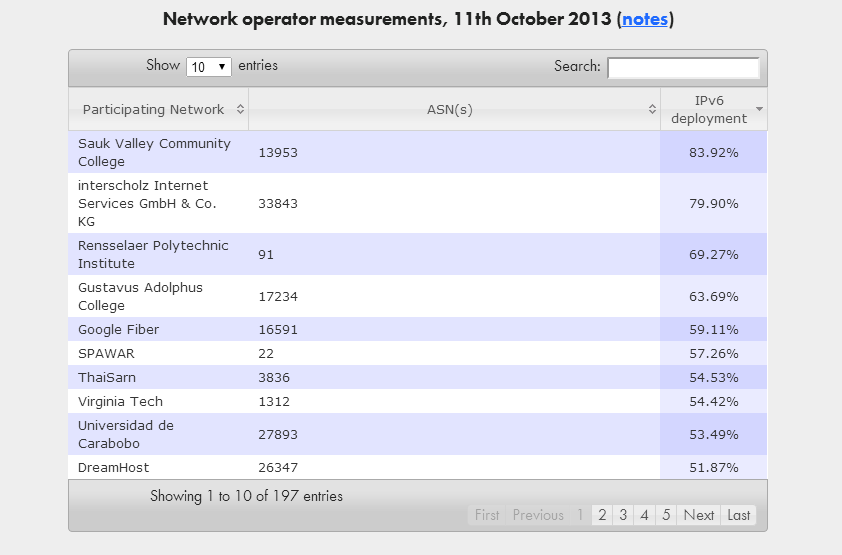 Network operator measurements, 11th October 2013 (notes)
Show 10 entries
Search:
Participating Network
ASN(s)
IPv6
deployment
Sauk Valley Community
College
13953
83.92%
interscholz Internet
Services GmbH & Co.
KG
33843
79.90%
Rensselaer Polytechnic
Institute
91
69.27%
Gustavus Adolphus
College
17234
63.69%
Google Fiber
16591
59.11%
SPAWAR
22
57.26%
ThaiSarn
3836
54.53%
Virginia Tech
1312
54.42%
Universidad de
Carabobo
27893
53.49%
DreamHost
26347
51.87%
Showing 1 to 10 of 197 entries
First Previous 1 2 3 4 5 Next Last